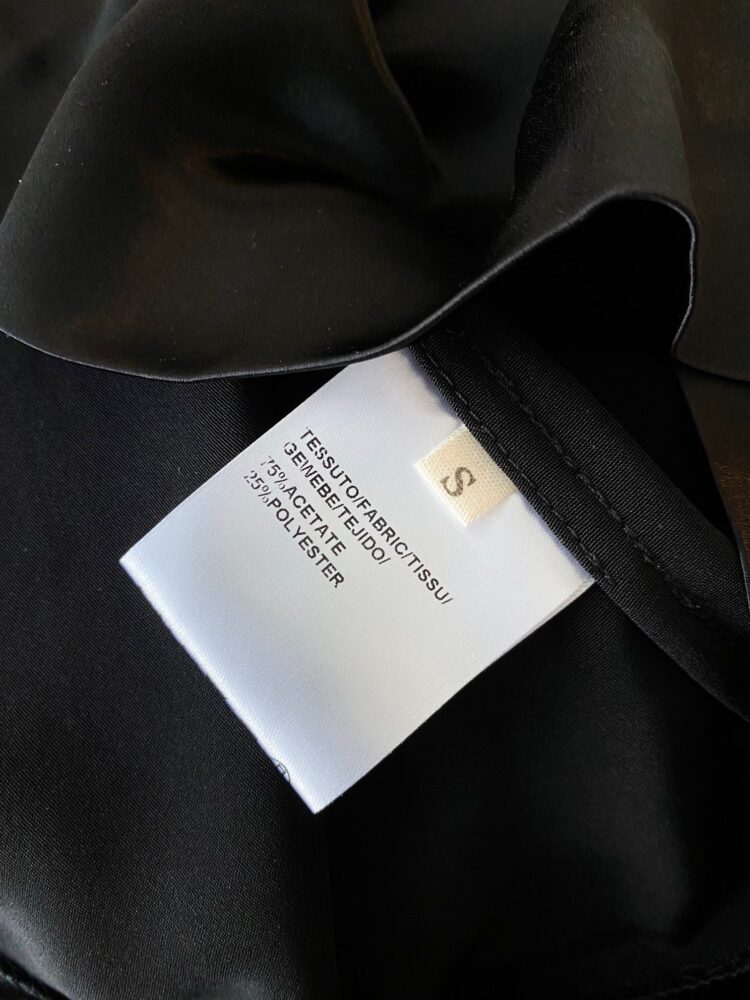 TESSUTO/FABRIC/TISSU/
GEWEBE/TEJIDO/
75%ACETATE
25%POLYESTER
S